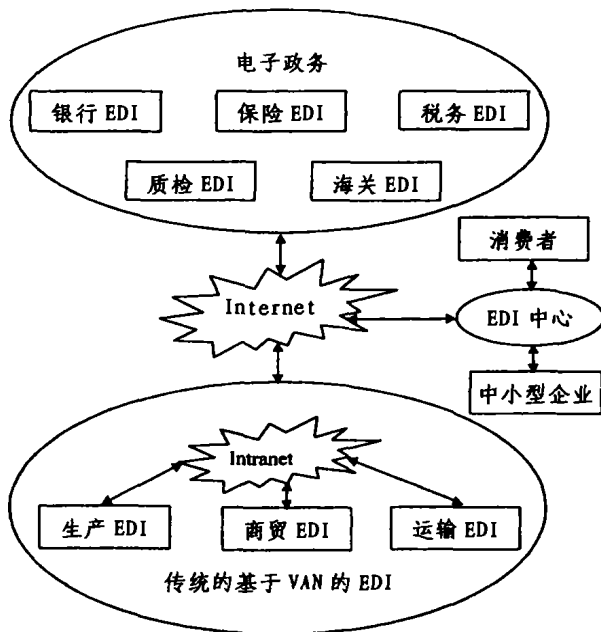 电子政务
银行 EDI
保险 EDI
税务 EDI
质检 EDI
海关 EDI
消费者
Internet
EDI 中心
中小型企业
Intranet
生产 EDI
商贸 EDI
运输 EDI
传统的基于 VAN 的 EDI